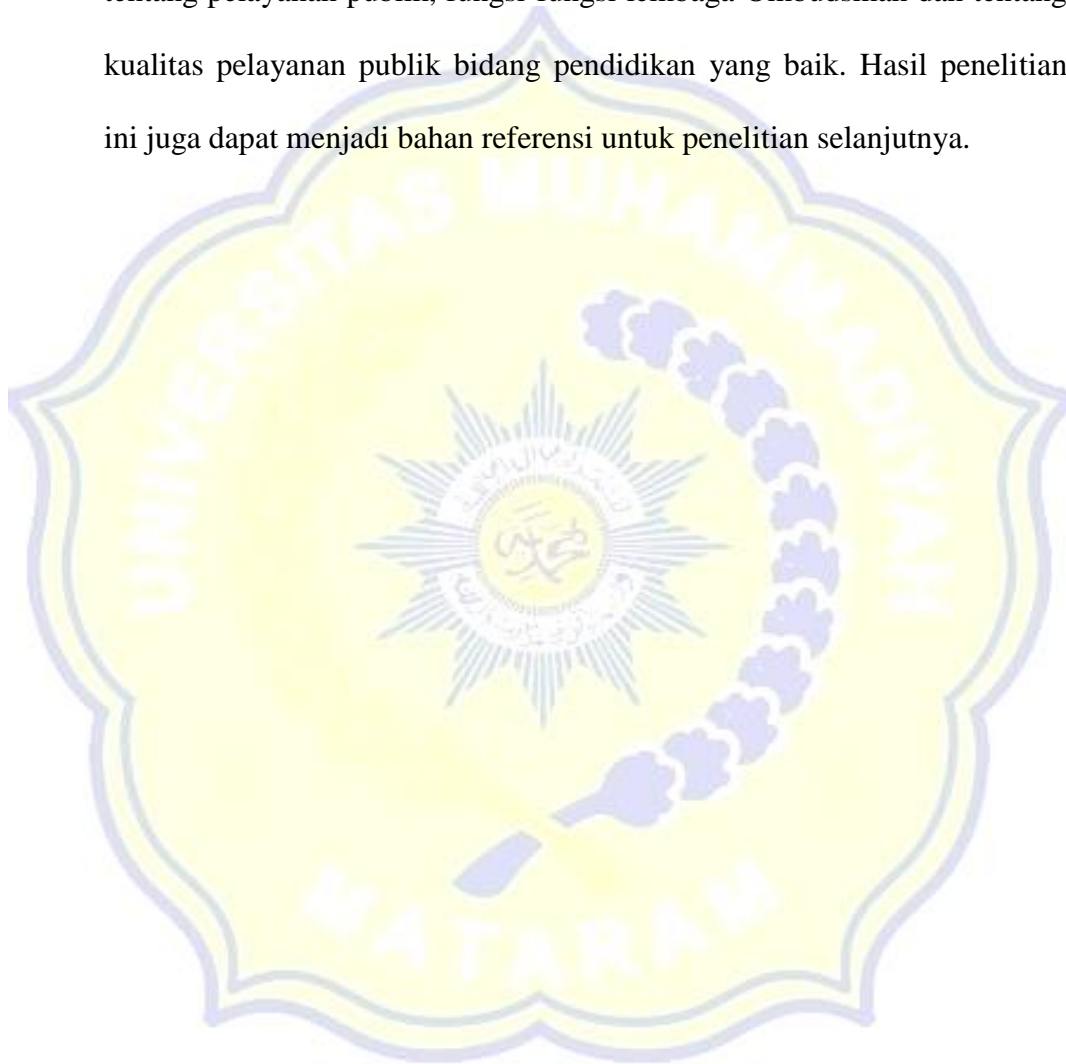 tentang pelayanan publik, fungsi-fungsi lembaga Ombudsman dan tentang
kualitas pelayanan publik bidang pendidikan yang baik. Hasil penelitian
ini juga dapat menjadi bahan referensi untuk penelitian selanjutnya.
UNIVERSITAS MUHAMMADIYAH
MATARAM